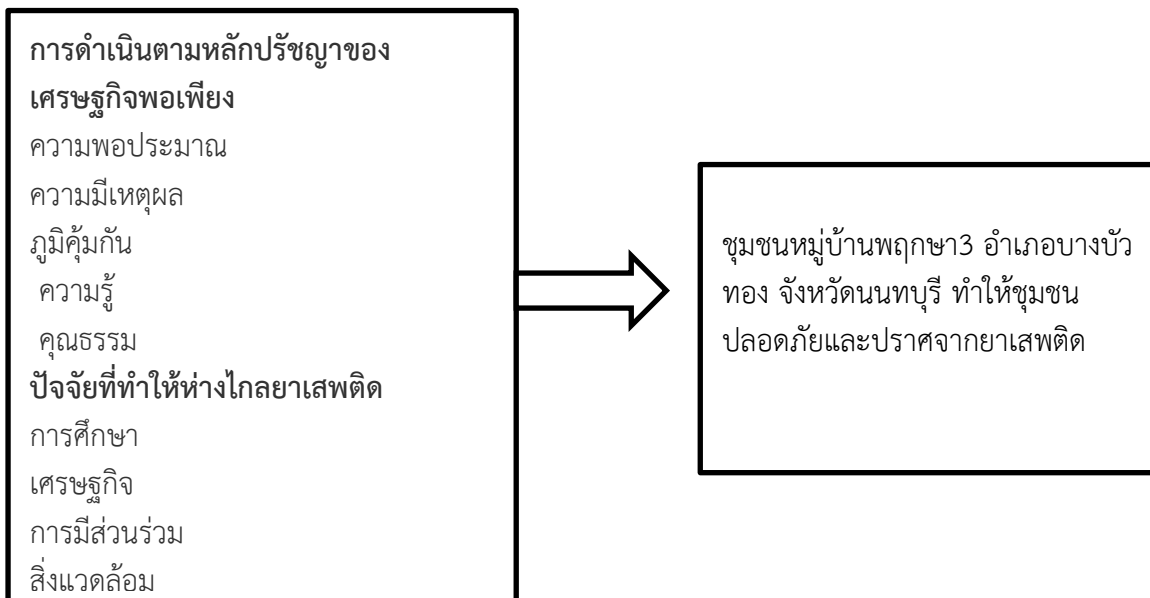 การดำเนินตามหลักปรัชญาของ
เศรษฐกิจพอเพียง
ความพอประมาณ
ความมีเหตุผล
ภูมิคุ้มกัน
ความรู้
คุณธรรม
ปัจจัยที่ทำให้ห่างไกลยาเสพติด
การศึกษา
เศรษฐกิจ
การมีส่วนร่วม
สิ่งแวดล้อม
ชุมชนหมู่บ้านพฤกษา3 อำเภอบางบัว
ทอง จังหวัดนนทบุรี ทำให้ชุมชน
ปลอดภัยและปราศจากยาเสพติด